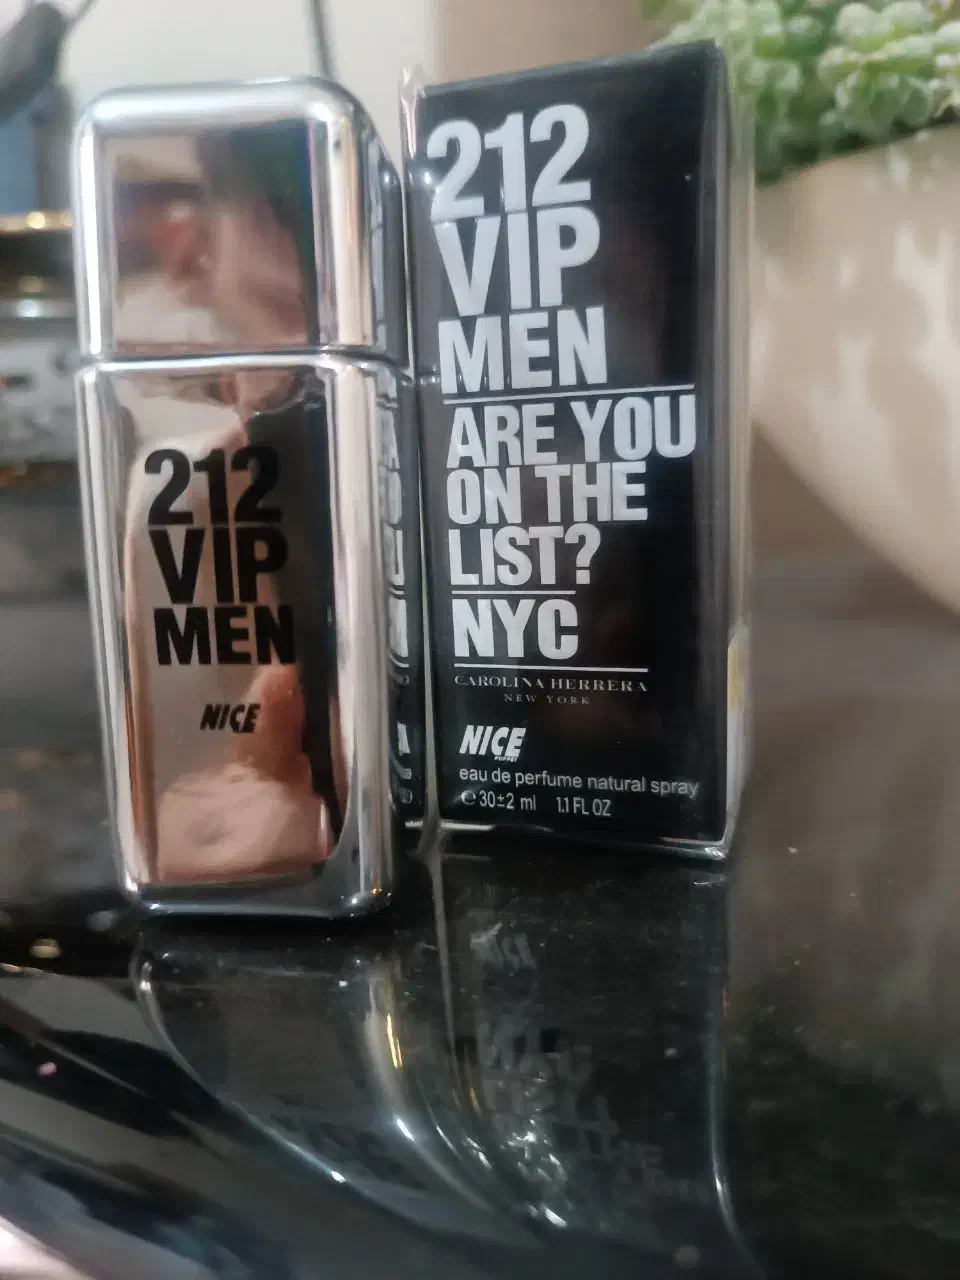 212
VIP
MEN
NICE
212
VIP
MEN
ARE YOU
ON THE
LIST?
NYC
CAROLINA HERRERA
NEW YORK
NICE
PUPPET
eau de perfume natural spray
℮ 30±2 ml 1.1 FL OZ